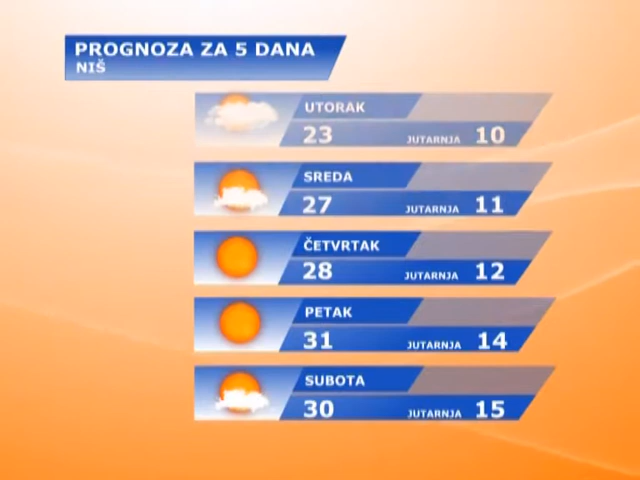 PROGNOZA ZA 5 DANA
NIŠ
UTORAK
23 JUTARNJA 10
SREDA
27 JUTARNJA 11
ČETVRTAK
28 JUTARNJA 12
PETAK
31 JUTARNJA 14
SUBOTA
30 JUTARNJA 15